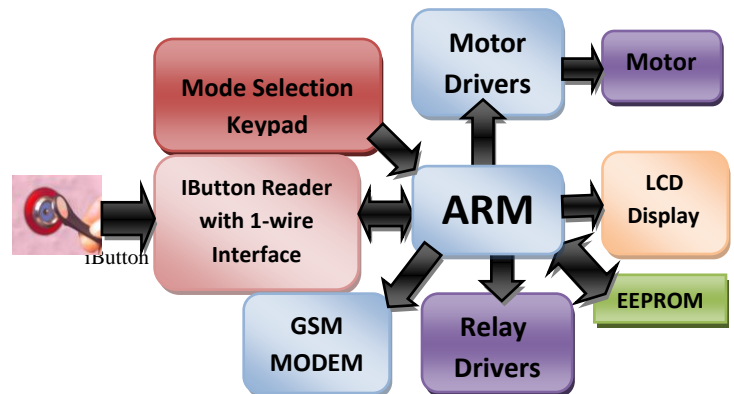 Mode Selection
Keypad
Motor
Drivers
Motor
iButton
IButton Reader
with 1-wire
Interface
ARM
LCD
Display
EEPROM
GSM
MODEM
Relay
Drivers